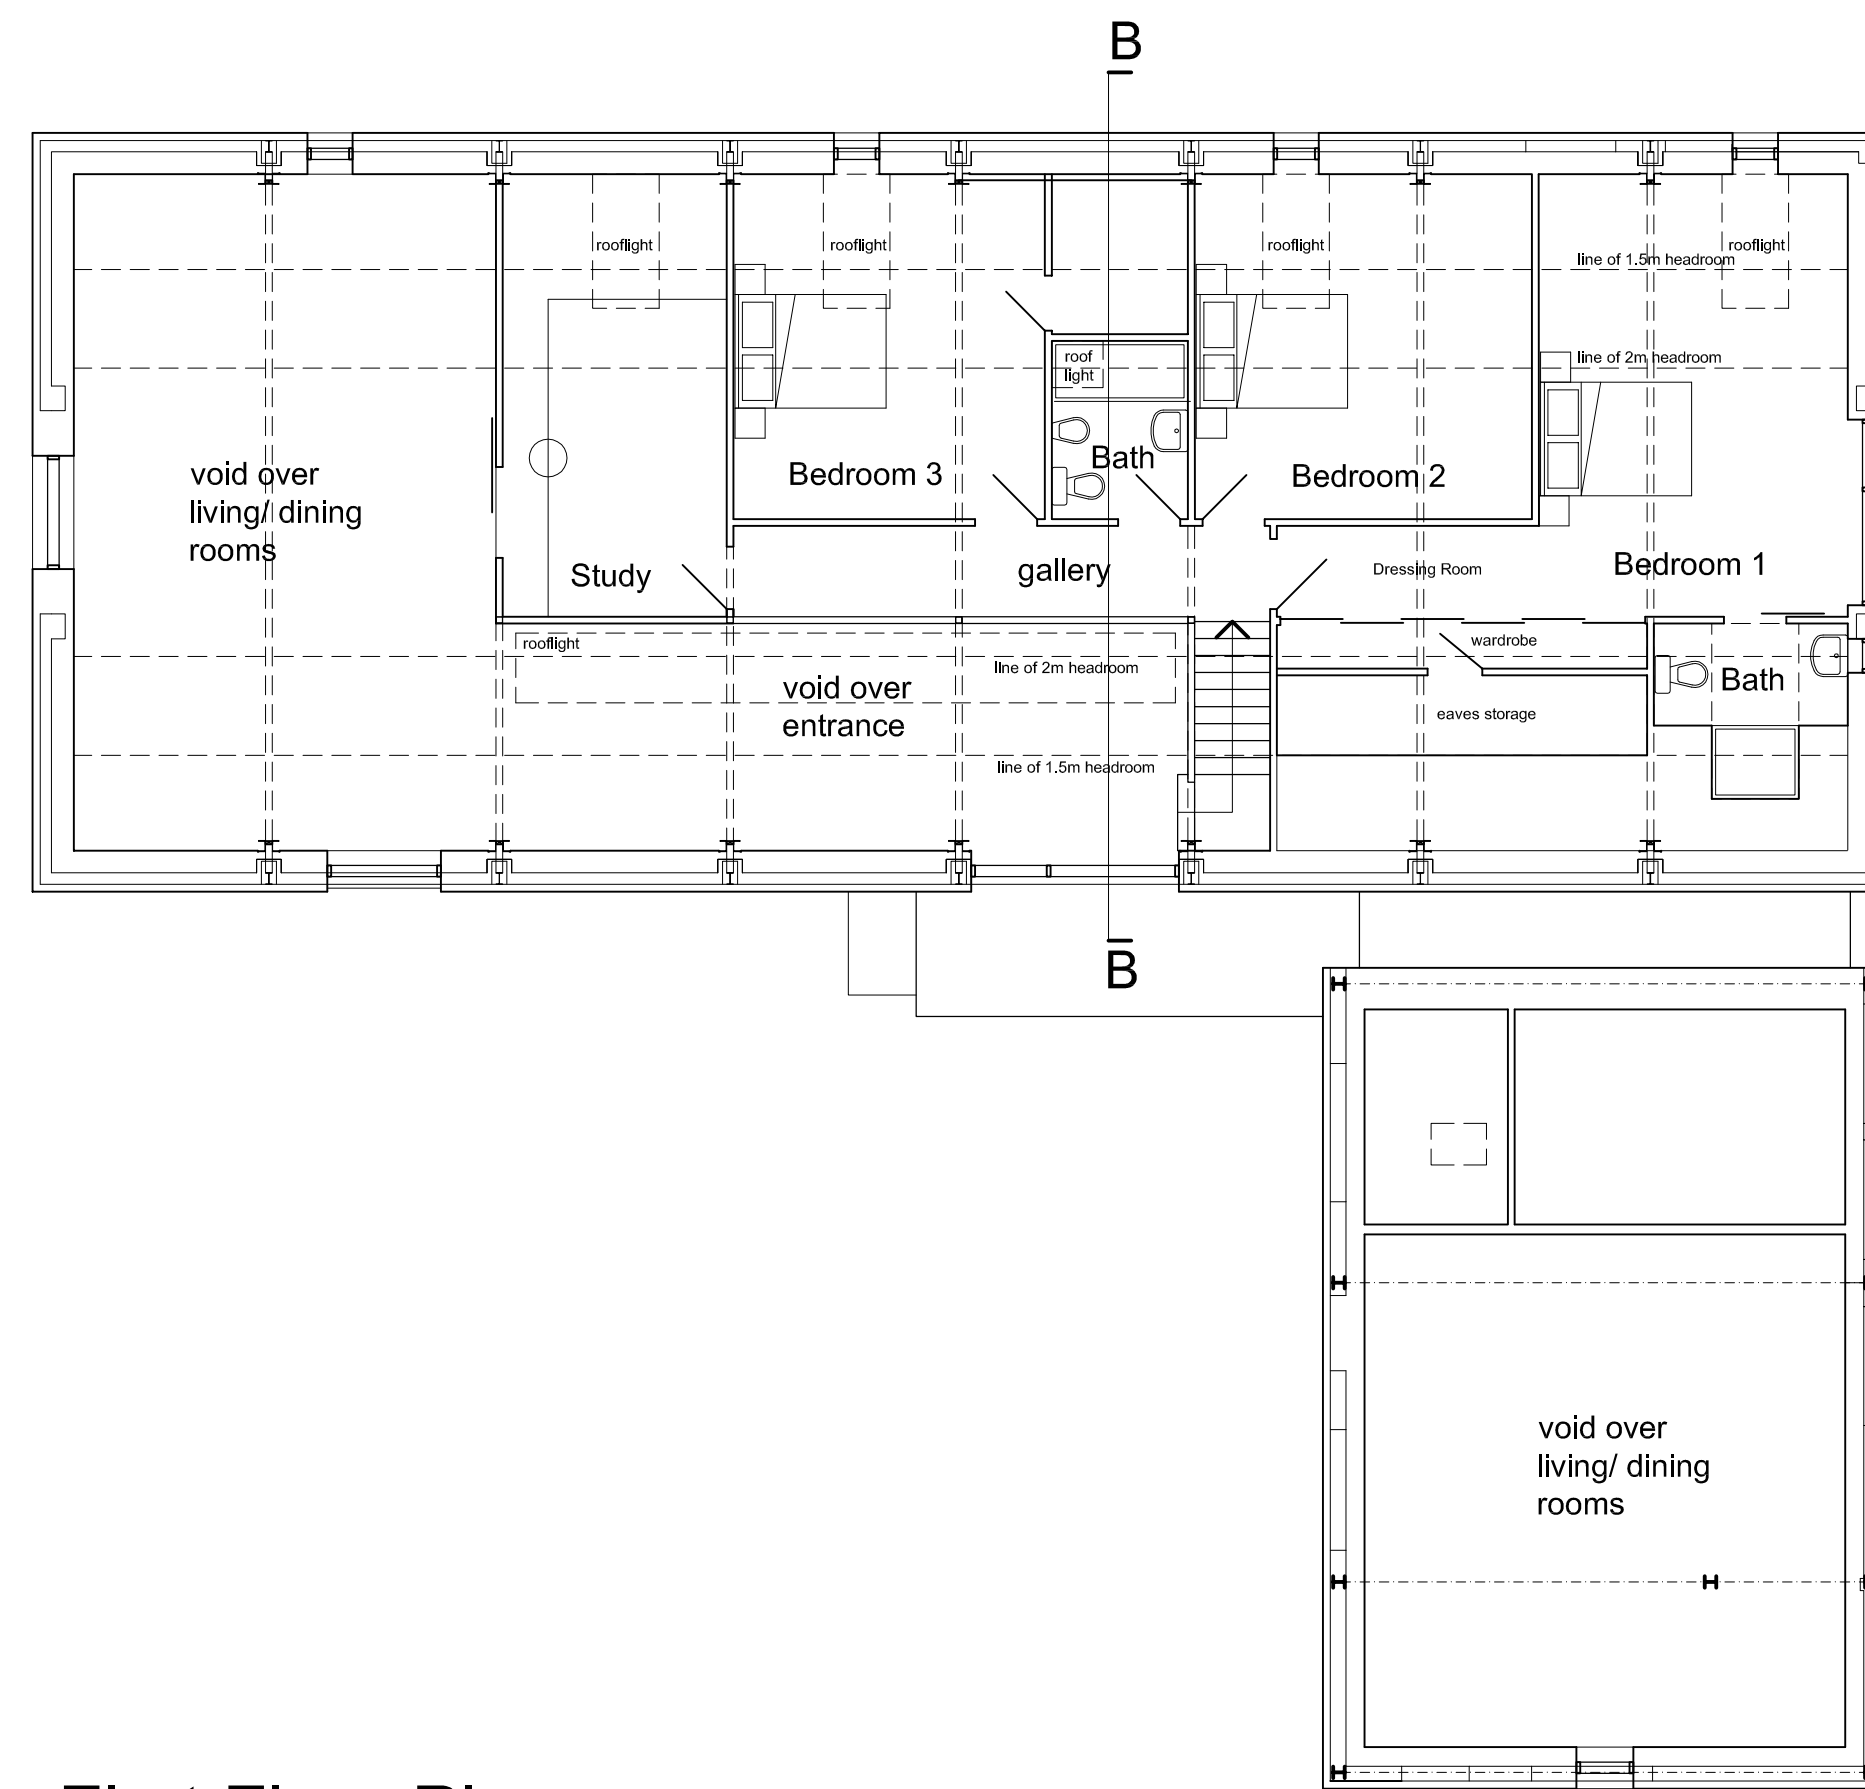 B
rooflight
rooflight
rooflight
rooflight
line of 1.5m headroom
roof
light
line of 2m headroom
void over
living/ dining
rooms
Bedroom 3
Bath
Bedroom 2
Study
gallery
Dressing Room
Bedroom 1
rooflight
line of 2m headroom
wardrobe
void over
entrance
Bath
eaves storage
line of 1.5m headroom
B
void over
living/ dining
rooms